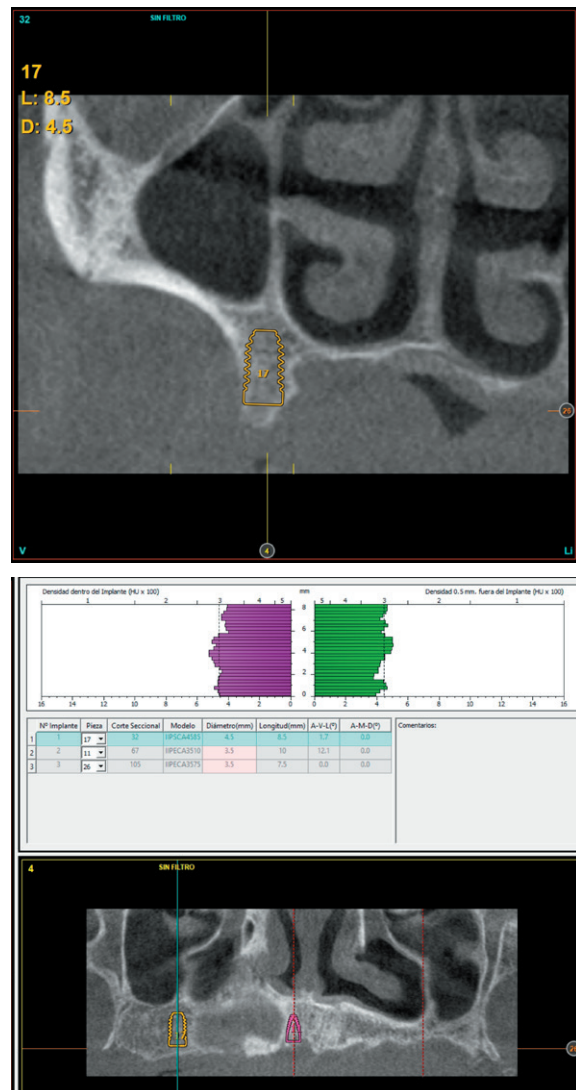 32
SIN FILTRO
17
L: 8.5
D: 4.5
17
26
V
4
Li
Densidad dentro del Implante (HU x 100)
mm
Densidad 0.5 mm. fuera del Implante (HU x 100)
1 2 3 4 5
5 4 3 2 1
8
6
4
2
0
16 14 12 10 8 6 4 2 0
0 2 4 6 8 10 12 14 16
Nº Implante Pieza Corte Seccional Modelo Diámetro(mm) Longitud(mm) A-V-L(º) A-M-D(º) Comentarios:
1 1 17 32 IIPSCA4585 4.5 8.5 1.7 0.0
2 2 11 67 IIPECA3510 3.5 10 12.1 0.0
3 3 26 105 IIPECA3575 3.5 7.5 0.0 0.0
4
SIN FILTRO